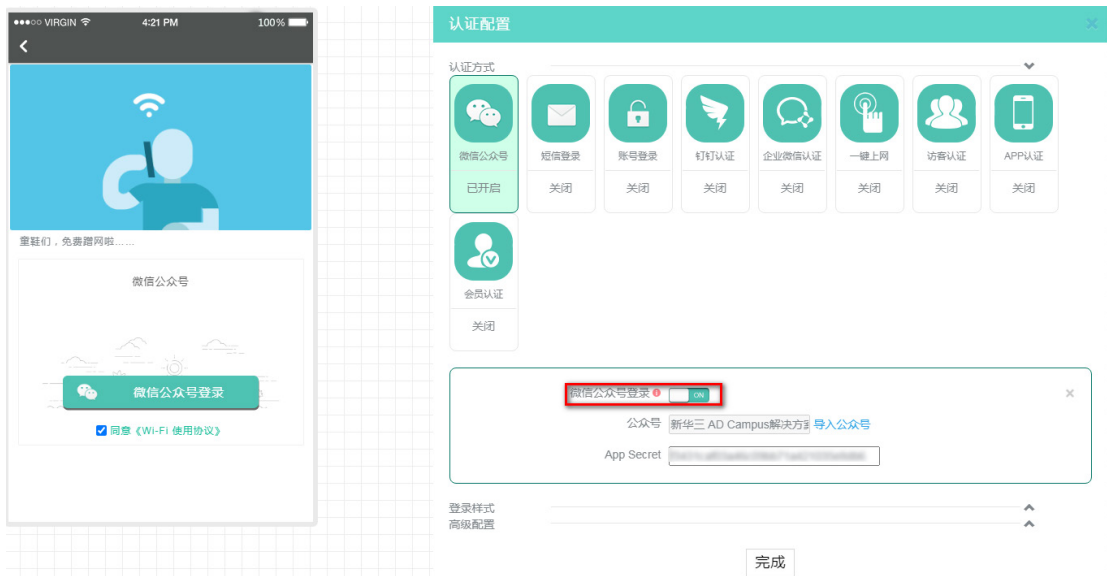 ●●●○○ VIRGIN 4:21 PM 100%
童鞋们，免费蹭网啦……
微信公众号
微信公众号登录
同意《Wi-Fi 使用协议》
认证配置
认证方式
微信公众号 短信登录 账号登录 钉钉认证 企业微信认证 一键上网 访客认证 APP认证
已开启 关闭 关闭 关闭 关闭 关闭 关闭 关闭
会员认证
关闭
微信公众号登录 ON
公众号 新华三 AD Campus解决方 导入公众号
App Secret
登录样式
高级配置
完成